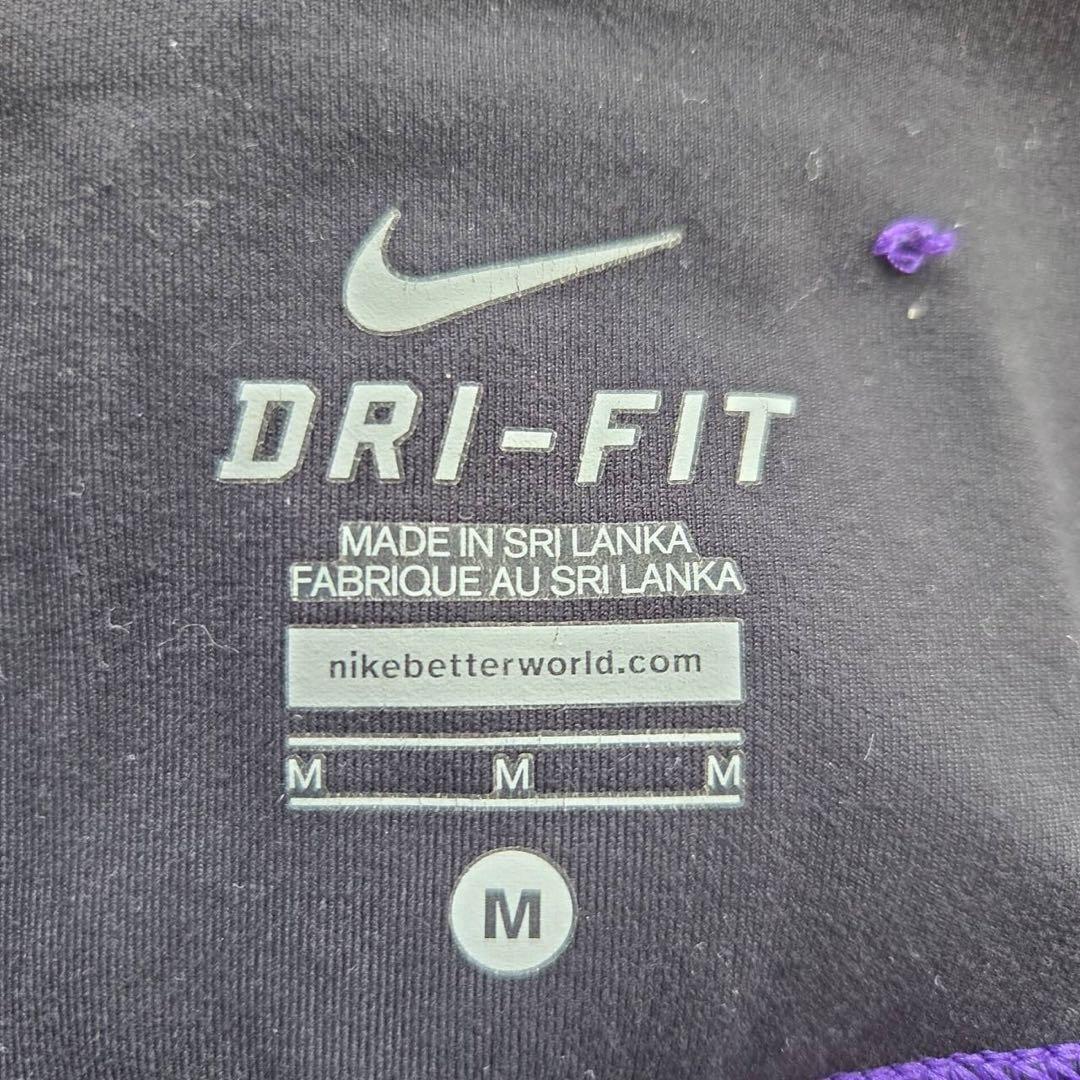 DRI-FIT
MADE IN SRI LANKA
FABRIQUE AU SRI LANKA
nikebetterworld.com
M M M
M